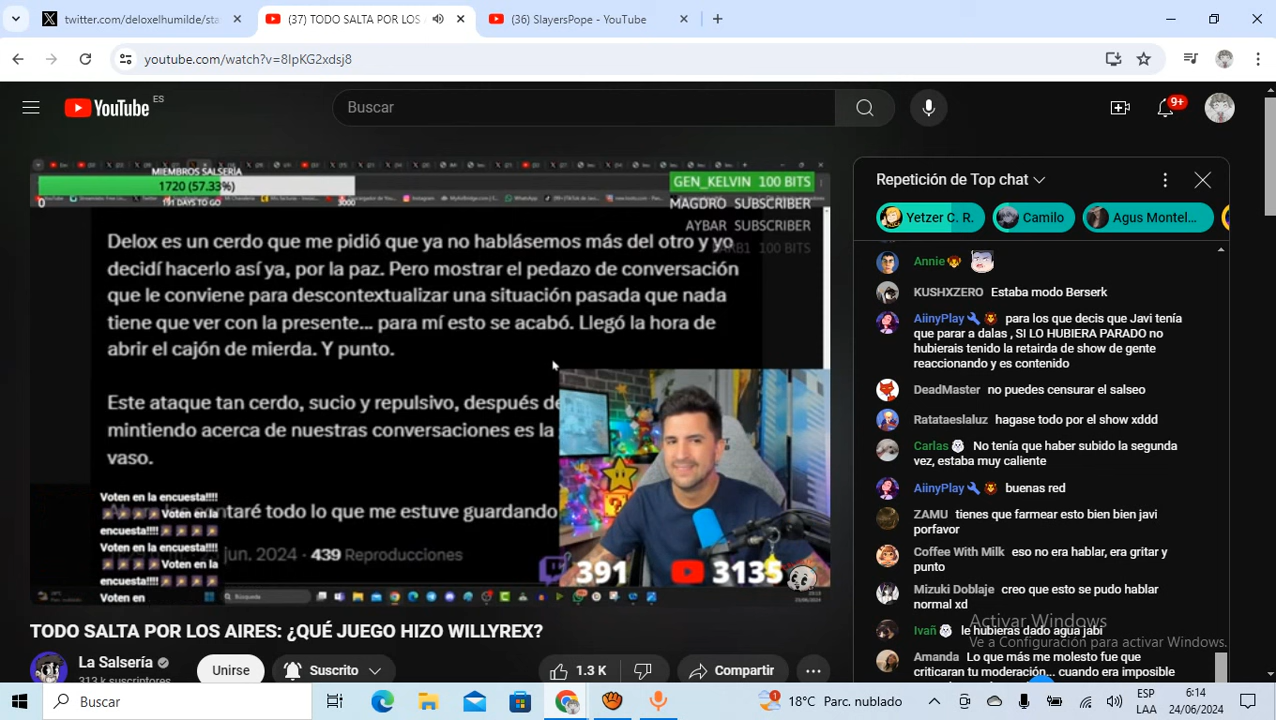 twitter.com/deloxelhumilde/sta
(37) TODO SALTA POR LOS A
(36) SlayersPope - YouTube
youtube.com/watch?v=8IpKG2xdsj8
YouTube ES
Buscar
9+
MIEMBROS SALSERÍA
1720 (57.33%)
0
191 DAYS TO GO
3000
GEN_KELVIN 100 BITS
MAGDRO SUBSCRIBER
AYBAR SUBSCRIBER
Delox es un cerdo que me pidió que ya no hablásemos más del otro y yo
decidí hacerlo así ya, por la paz. Pero mostrar el pedazo de conversación
que le conviene para descontextualizar una situación pasada que nada
tiene que ver con la presente... para mí esto se acabó. Llegó la hora de
abrir el cajón de mierda. Y punto.
Este ataque tan cerdo, sucio y repulsivo, después de
mintiendo acerca de nuestras conversaciones es la
vaso.
Voten en la encuesta!!!!
taré todo lo que me estuve guardando
Voten en la
encuesta!!!!
Voten en la encuesta!!!!
Voten en la
encuesta!!!!
Voten en
jun. 2024 - 439 Reproducciones
391
3135
TODO SALTA POR LOS AIRES: ¿QUÉ JUEGO HIZO WILLYREX?
La Salsería
313 k suscriptores
Unirse
Suscrito
1.3 K
Compartir
Repetición de Top chat
Yetzer C. R.
Camilo
Agus Montel...
Annie
KUSHXZERO Estaba modo Berserk
AiinyPlay para los que decis que Javi tenía
que parar a dalas , SI LO HUBIERA PARADO no
hubierais tenido la retairda de show de gente
reaccionando y es contenido
DeadMaster no puedes censurar el salseo
Ratataeslaluz hagase todo por el show xddd
Carlas No tenía que haber subido la segunda
vez, estaba muy caliente
AiinyPlay buenas red
ZAMU tienes que farmear esto bien bien javi
porfavor
Coffee With Milk eso no era hablar, era gritar y
punto
Mizuki Doblaje creo que esto se pudo hablar
normal xd
Ivañ le hubieras dado agua jabi
Amanda Lo que más me molesto fue que
criticaran tu moderación... cuando era imposible
Activar Windows
Ve a Configuración para activar Windows.
Buscar
18°C Parc. nublado
ESP
LAA
6:14
24/06/2024